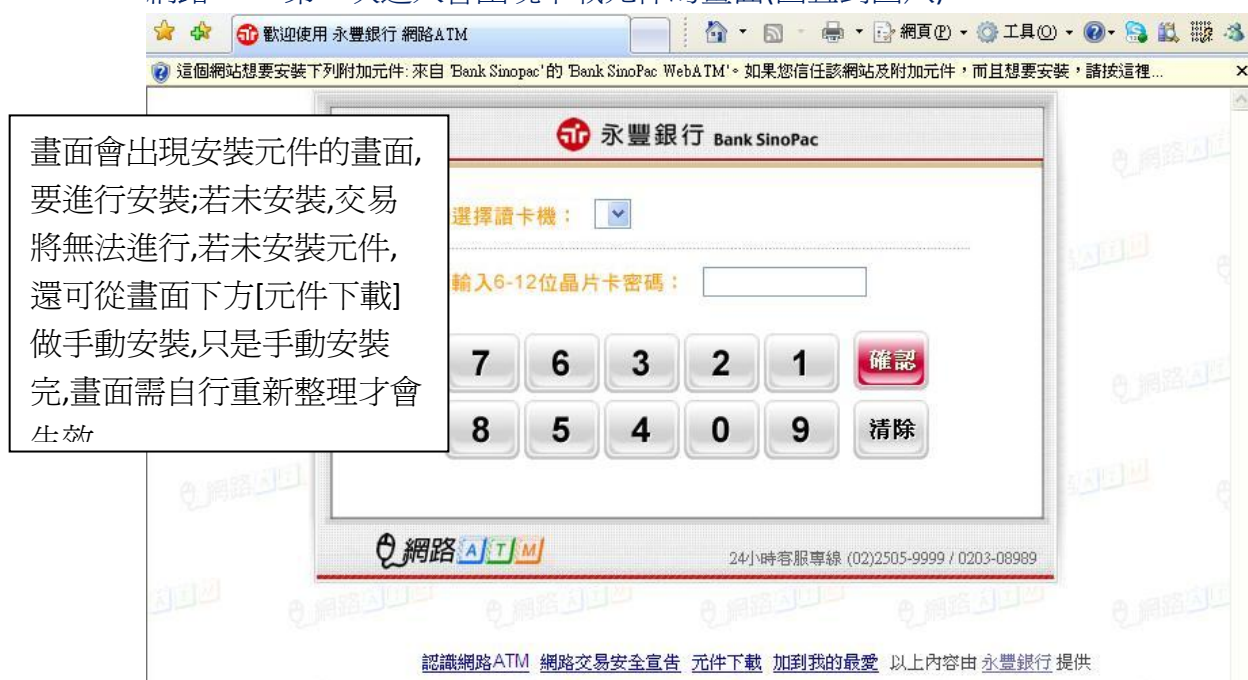 歡迎使用 永豐銀行 網路ATM
網頁(P) 工具(O)
這個網站想要安裝下列附加元件: 來自 'Bank Sinopac'的 'Bank SinoPac WebATM'。如果您信任該網站及附加元件，而且想要安裝，請按這裡...
永豐銀行 Bank SinoPac
畫面會出現安裝元件的畫面,
要進行安裝;若未安裝,交易
將無法進行,若未安裝元件,
還可從畫面下方[元件下載]
做手動安裝,只是手動安裝
完,畫面需自行重新整理才會
選擇讀卡機：
輸入6-12位晶片卡密碼：
7 6 3 2 1 確認
8 5 4 0 9 清除
網路ATM
24小時客服專線 (02)2505-9999 / 0203-08989
認識網路ATM 網路交易安全宣告 元件下載 加到我的最愛 以上內容由 永豐銀行 提供